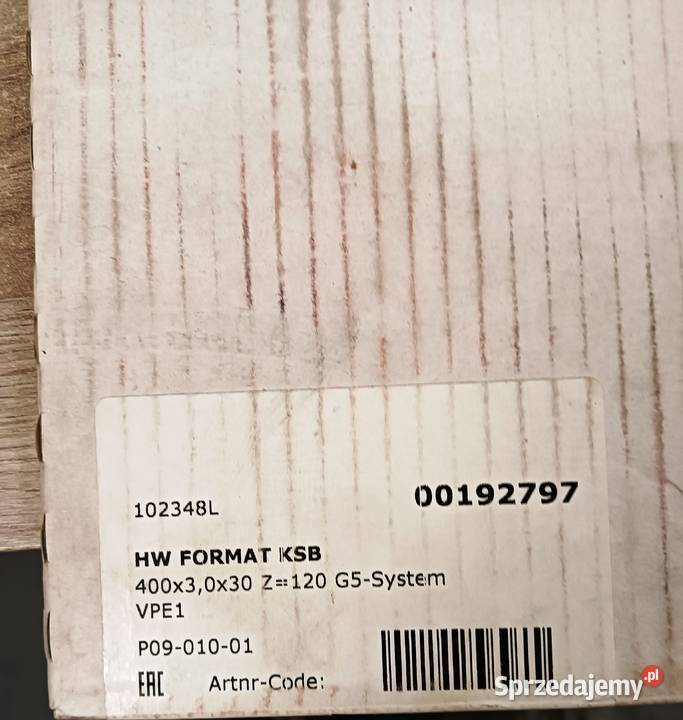 102348L 00192797
HW FORMAT KSB
400x3,0x30 Z=120 G5-System
VPE1
P09-010-01
EAC Artnr-Code:
Sprzedajemy.pl